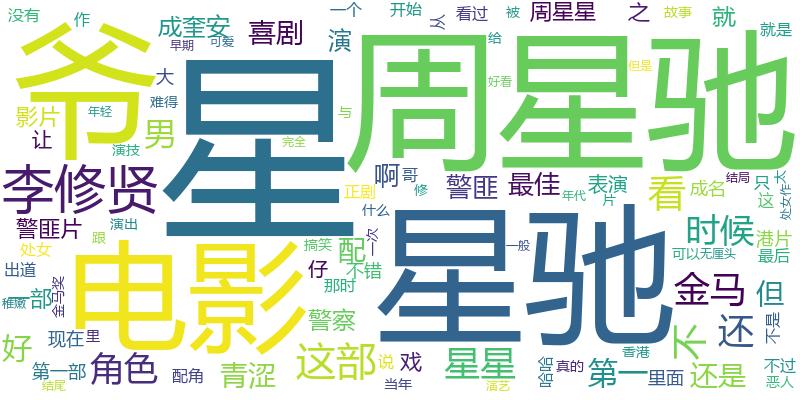 没有
作
成奎安
喜剧
一个
开始
看过
被
周星星
之
故事
就
就是
早期
可爱
演
从
给
但是
爷
星
周星驰
大
好看
影片
年轻
难得
与
让
男
演技
完全
李修贤
啊
哥
警匪
最佳
表演
看
成名
只
太
结局
正剧
修
年代
片
这
处女作
警匪片
演出
什么
时候
港片
处女
跟
电影
搞笑
配
一次
星驰
一般
可以
无厘头
最后
出道
仔
不错
金马
但
一部
稚嫩
金马奖
那时
警察
不
还
不是
好
现在
里
这部
说
戏
星星
香港
第一部
角色
配角
青涩
哈哈
真的
第一
里面
还是
不过
恶人
结尾
当年
演艺